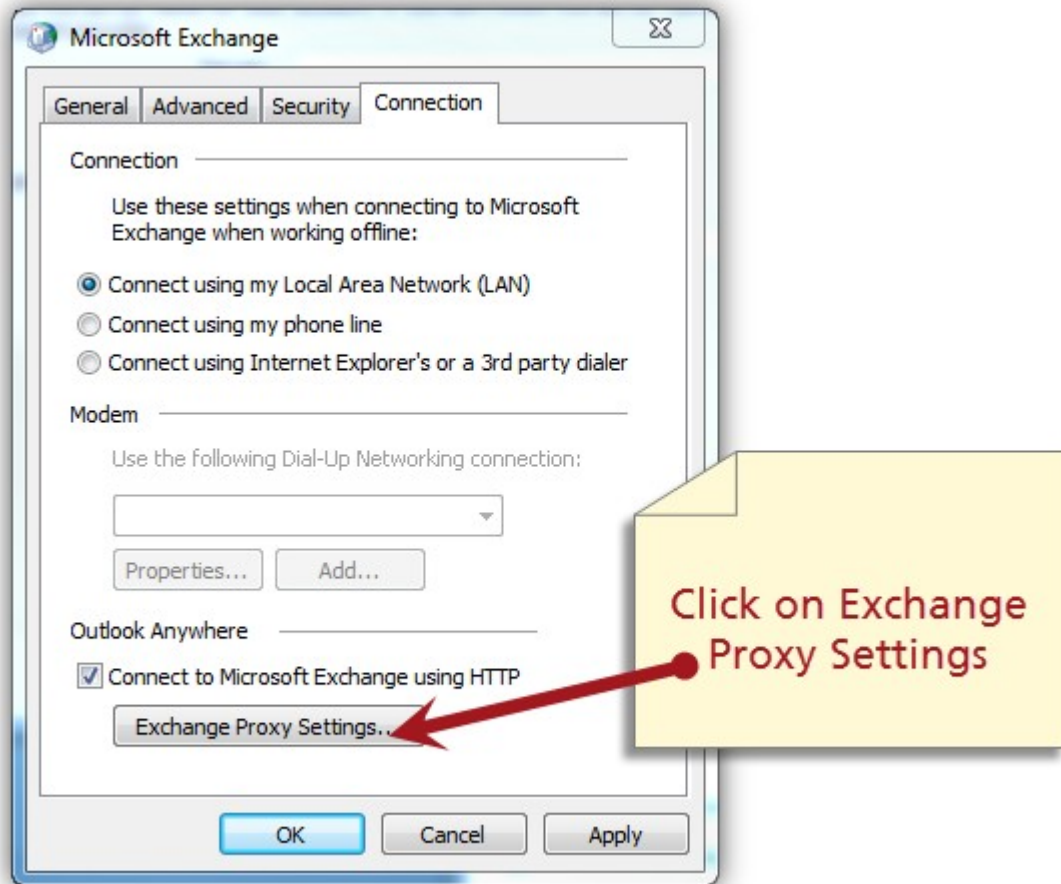 Microsoft Exchange
General Advanced Security Connection
Connection
Use these settings when connecting to Microsoft
Exchange when working offline:
Connect using my Local Area Network (LAN)
Connect using my phone line
Connect using Internet Explorer's or a 3rd party dialer
Modem
Use the following Dial-Up Networking connection:
Properties... Add...
Outlook Anywhere
Connect to Microsoft Exchange using HTTP
Exchange Proxy Settings..
OK Cancel Apply
Click on Exchange
Proxy Settings